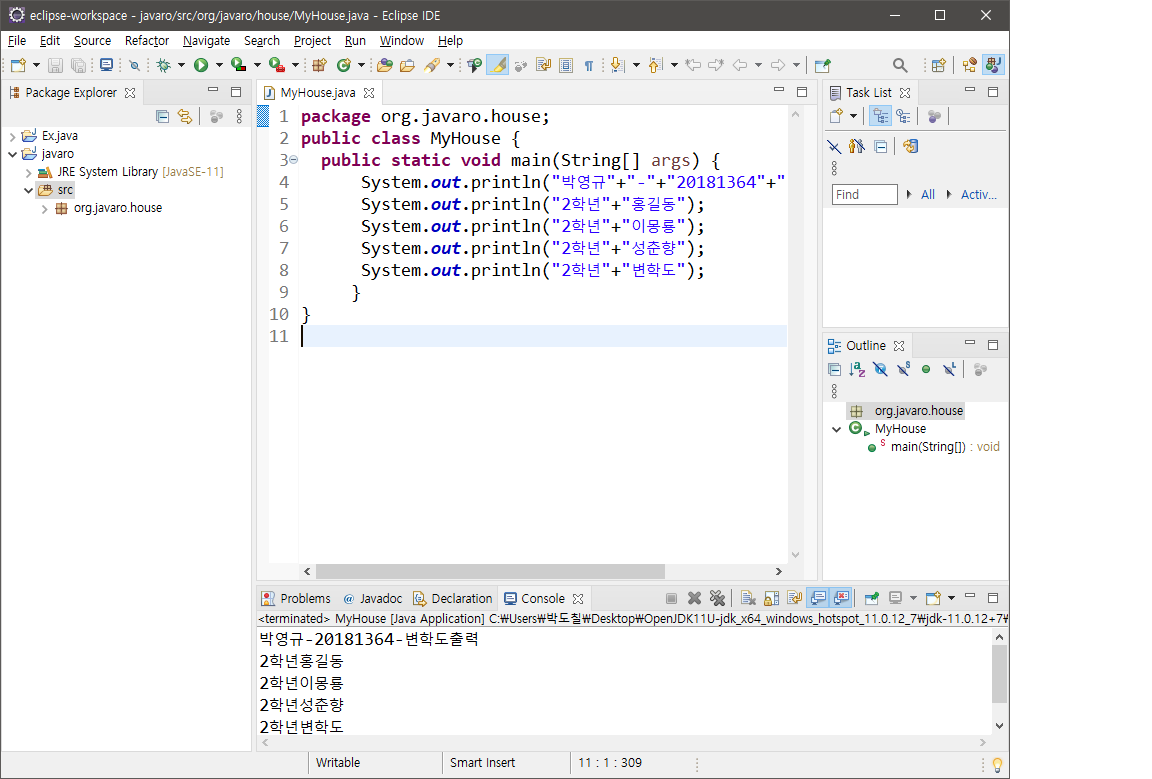 eclipse-workspace - javaro/src/org/javaro/house/MyHouse.java - Eclipse IDE
File Edit Source Refactor Navigate Search Project Run Window Help
Package Explorer
Ex.java
javaro
JRE System Library [JavaSE-11]
src
org.javaro.house
MyHouse.java
1 package org.javaro.house;
2 public class MyHouse {
3 public static void main(String[] args) {
4 System.out.println("박영규"+"-"+"20181364"+"
5 System.out.println("2학년"+"홍길동");
6 System.out.println("2학년"+"이몽룡");
7 System.out.println("2학년"+"성춘향");
8 System.out.println("2학년"+"변학도");
9 }
10 }
11
Task List
Find All Activ...
Outline
org.javaro.house
MyHouse
main(String[]) : void
Problems @ Javadoc Declaration Console
<terminated> MyHouse [Java Application] C:₩Users₩박도칠₩Desktop₩OpenJDK11U-jdk_x64_windows_hotspot_11.0.12_7₩jdk-11.0.12+7₩
박영규-20181364-변학도출력
2학년홍길동
2학년이몽룡
2학년성춘향
2학년변학도
Writable Smart Insert 11 : 1 : 309